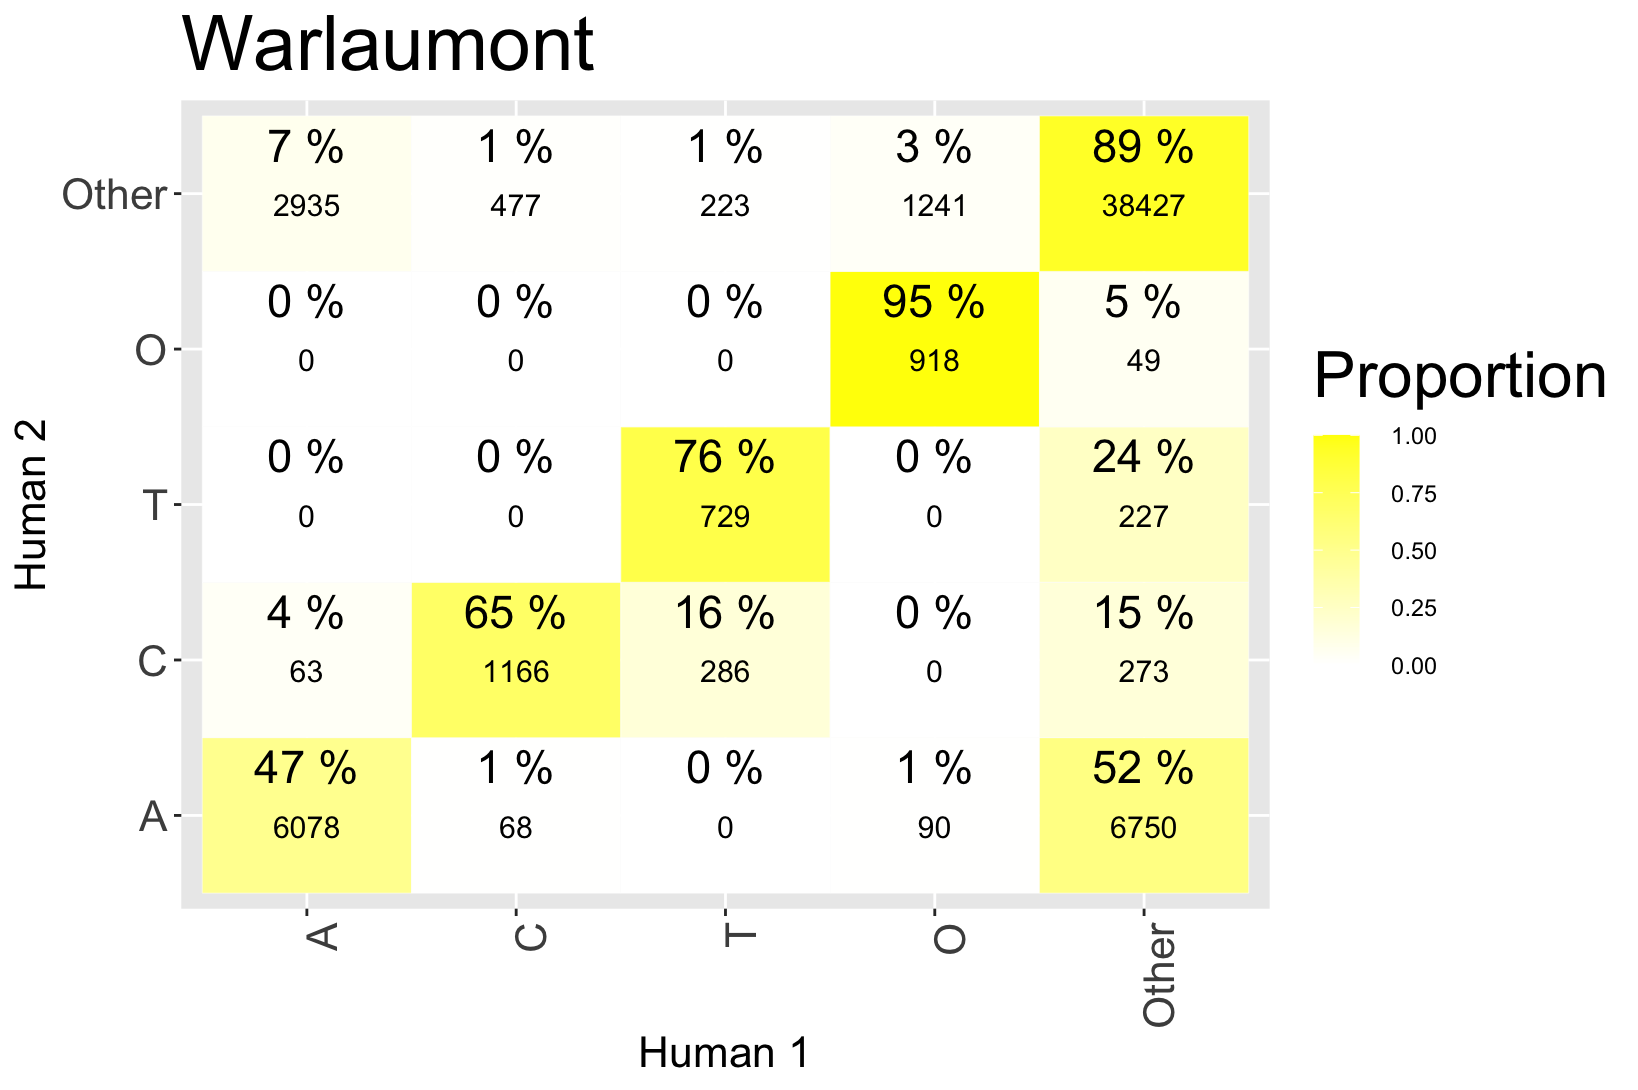 Warlaumont
Other 7 % 1 % 1 % 3 % 89 %
2935 477 223 1241 38427
O 0 % 0 % 0 % 95 % 5 %
0 0 0 918 49
T 0 % 0 % 76 % 0 % 24 %
0 0 729 0 227
C 4 % 65 % 16 % 0 % 15 %
63 1166 286 0 273
A 47 % 1 % 0 % 1 % 52 %
6078 68 0 90 6750
A C T O Other
Human 1
Human 2
Proportion
1.00
0.75
0.50
0.25
0.00